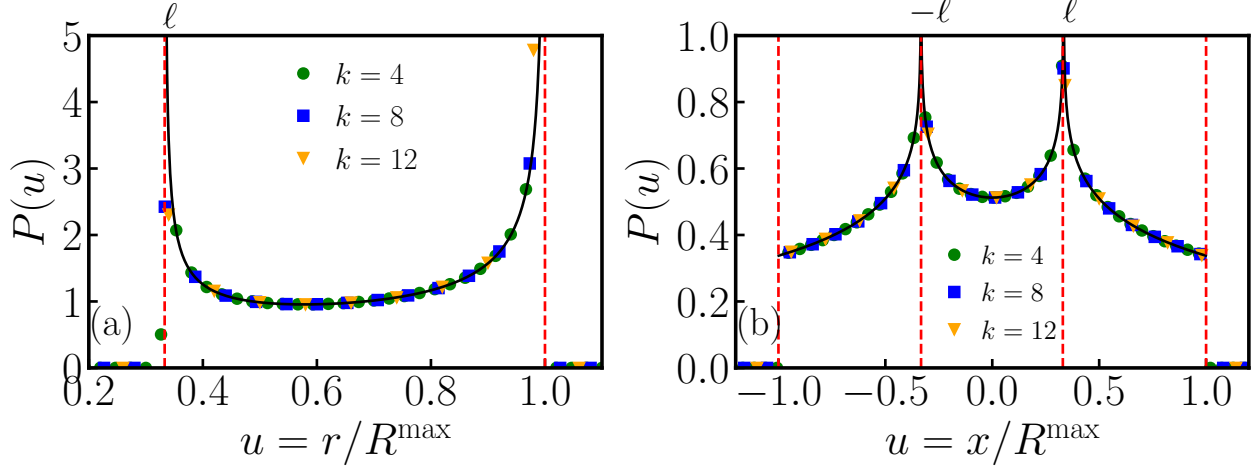 ℓ
5
4
3
2
1
0
P(u)
k = 4
k = 8
k = 12
(a)
0.2 0.4 0.6 0.8 1.0
u = r/R^max
−ℓ ℓ
1.0
0.8
0.6
0.4
0.2
0.0
P(u)
k = 4
k = 8
k = 12
(b)
−1.0 −0.5 0.0 0.5 1.0
u = x/R^max